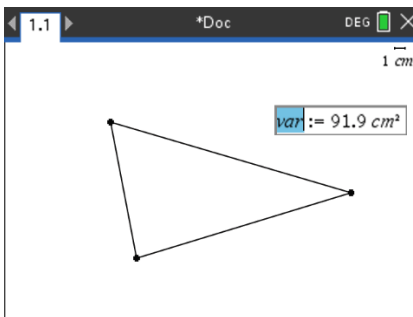 1.1 *Doc DEG
1 cm
var := 91.9 cm²